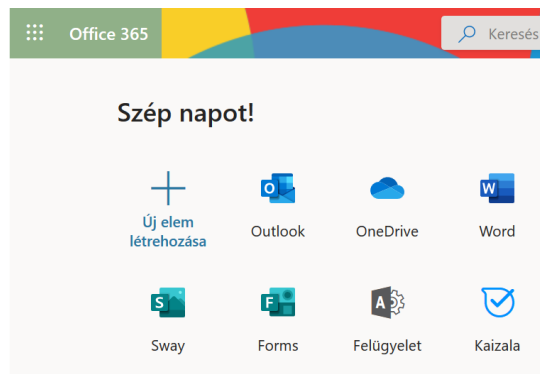 Office 365
Keresés
Szép napot!
Új elem
létrehozása
Outlook
OneDrive
Word
Sway
Forms
Felügyelet
Kaizala